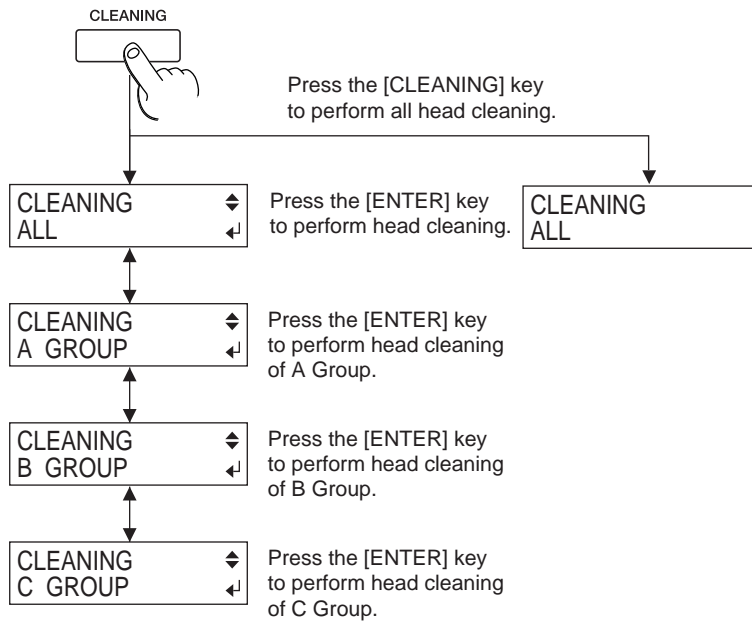 CLEANING
Press the [CLEANING] key
to perform all head cleaning.
CLEANING
ALL
Press the [ENTER] key
to perform head cleaning.
CLEANING
ALL
CLEANING
A GROUP
Press the [ENTER] key
to perform head cleaning
of A Group.
CLEANING
B GROUP
Press the [ENTER] key
to perform head cleaning
of B Group.
CLEANING
C GROUP
Press the [ENTER] key
to perform head cleaning
of C Group.